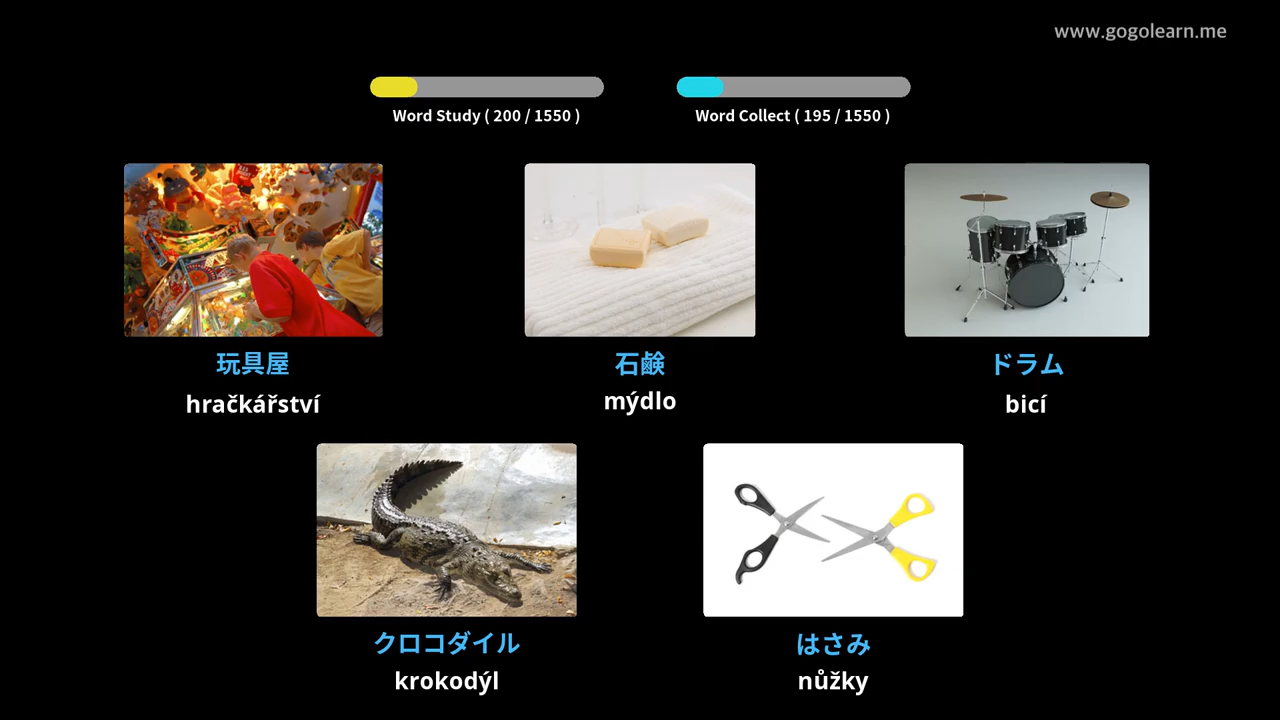 www.gogolearn.me
Word Study ( 200 / 1550 )
Word Collect ( 195 / 1550 )
玩具屋
hračkářství
石鹸
mýdlo
ドラム
bicí
クロコダイル
krokodýl
はさみ
nůžky